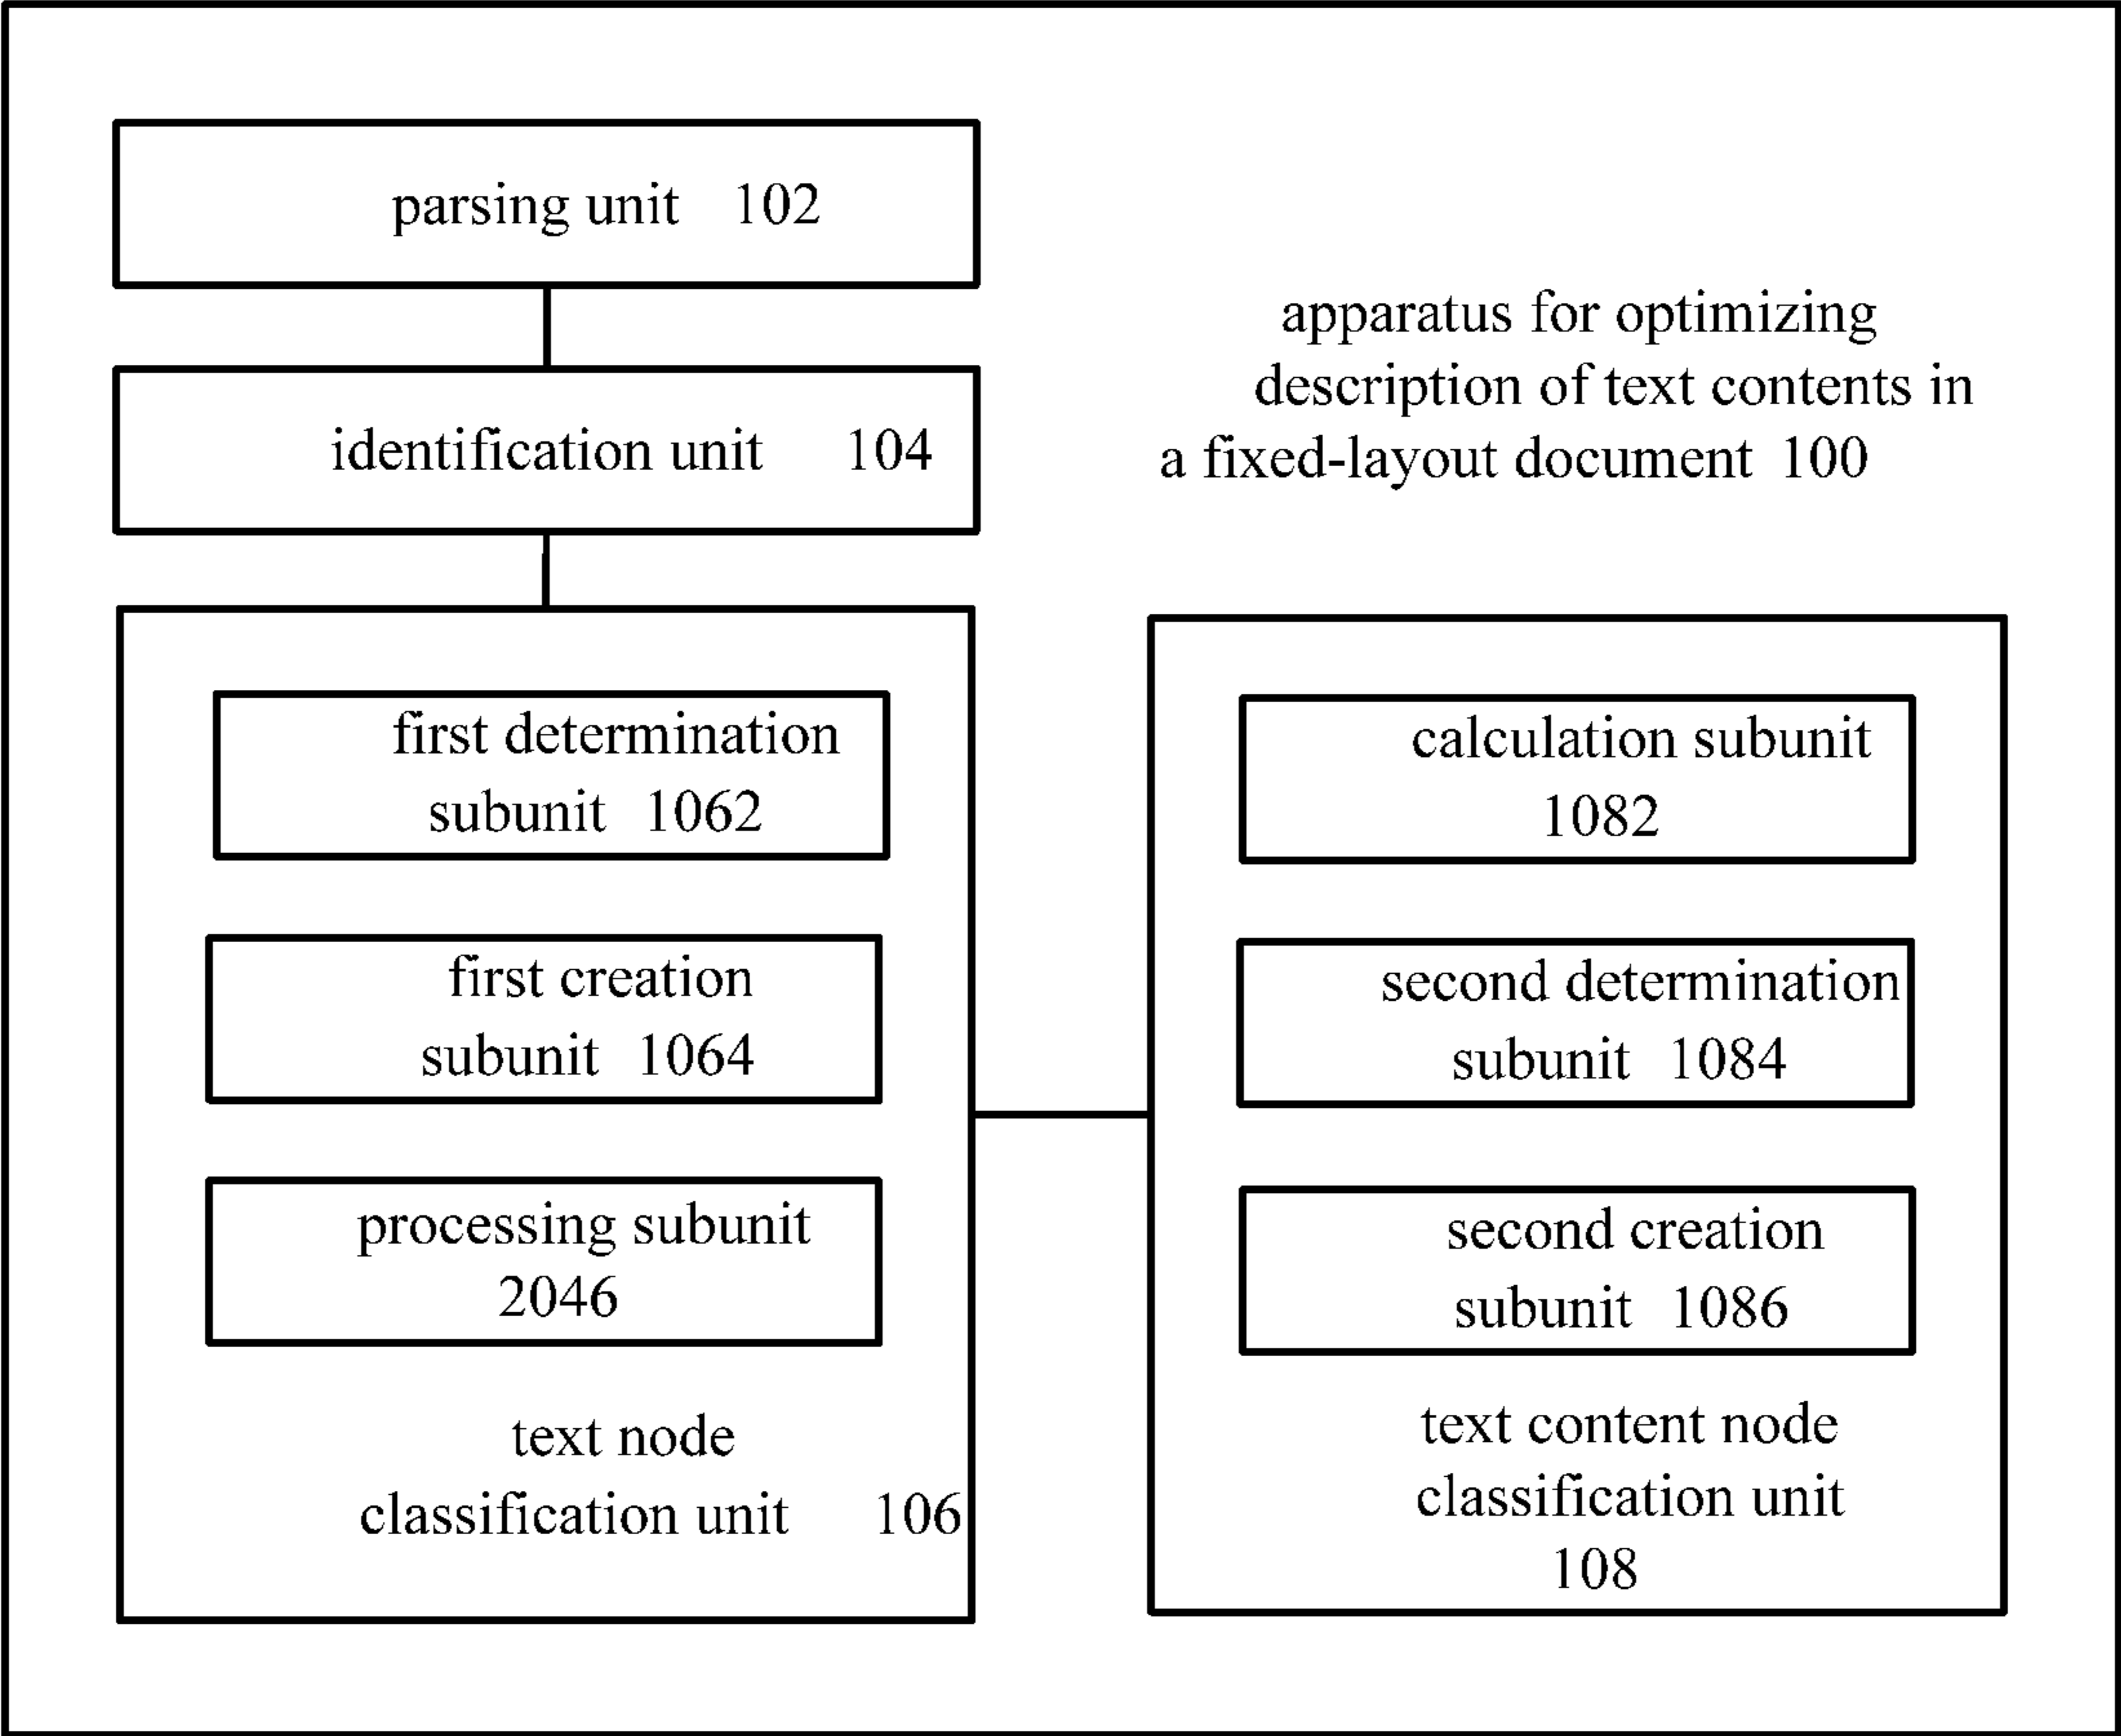 parsing unit 102
identification unit 104
apparatus for optimizing
description of text contents in
a fixed-layout document 100
first determination
subunit 1062
first creation
subunit 1064
processing subunit
2046
text node
classification unit 106
calculation subunit
1082
second determination
subunit 1084
second creation
subunit 1086
text content node
classification unit
108